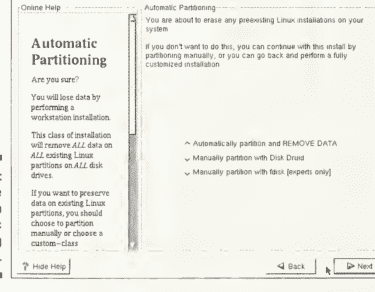 Online Help
Automatic
Partitioning
Are you sure?
You will lose data by
performing a
workstation installation.
This class of installation
will remove ALL data on
ALL existing Linux
partitions on ALL disk
drives.
If you want to preserve
data on existing Linux
partitions, you should
choose to partition
manually or choose a
custom-class
Automatic Partitioning
You are about to erase any preexisting Linux installations on your
system
If you don't want to do this, you can continue with this install by
partitioning manually, or you can go back and perform a fully
customized installation
Automatically partition and REMOVE DATA
Manually partition with Disk Druid
Manually partition with fdisk [experts only]
? Hide Help
Back
Next